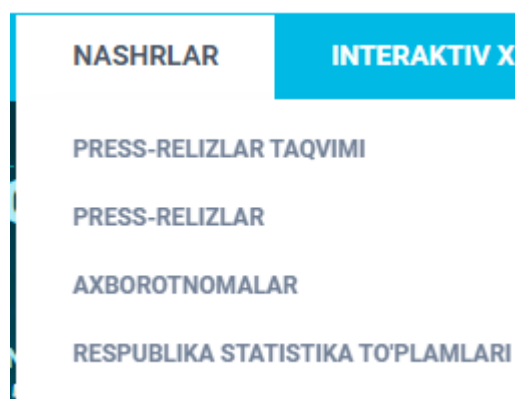 NASHRLAR
INTERAKTIV X
PRESS-RELIZLAR TAQVIMI
PRESS-RELIZLAR
AXBOROTNOMALAR
RESPUBLIKA STATISTIKA TO'PLAMLARI